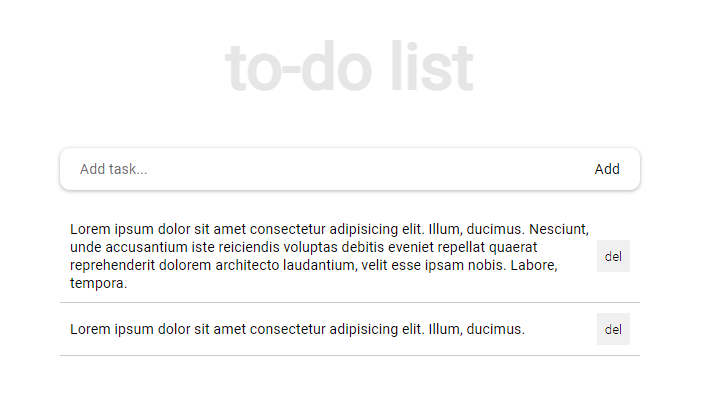 to-do list
Add task...
Add
Lorem ipsum dolor sit amet consectetur adipisicing elit. Illum, ducimus. Nesciunt,
unde accusantium iste reiciendis voluptas debitis eveniet repellat quaerat
reprehenderit dolorem architecto laudantium, velit esse ipsam nobis. Labore,
tempora.
del
Lorem ipsum dolor sit amet consectetur adipisicing elit. Illum, ducimus.
del